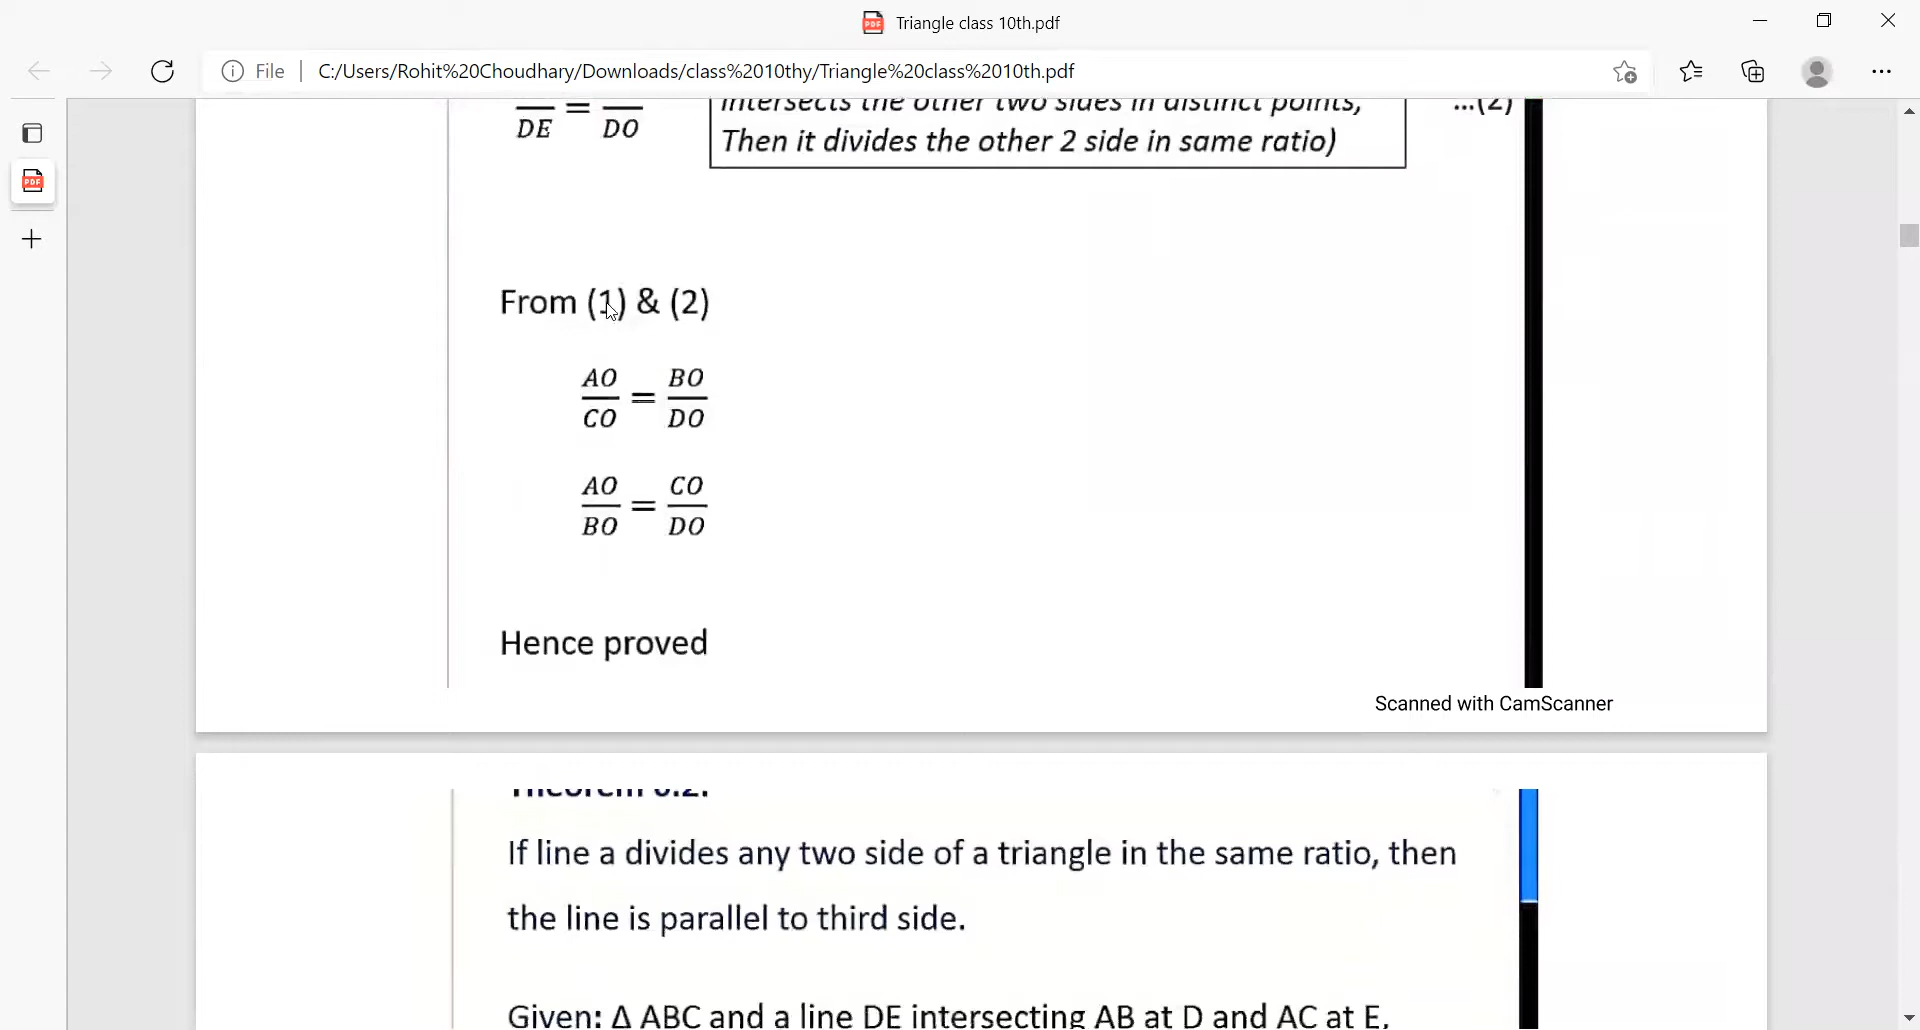 Triangle class 10th.pdf
File | C:/Users/Rohit%20Choudhary/Downloads/class%2010thy/Triangle%20class%2010th.pdf
intersects the other two sides in distinct points, ...(2)
DE = DO
Then it divides the other 2 side in same ratio)
From (1) & (2)
AO/CO = BO/DO
AO/BO = CO/DO
Hence proved
Scanned with CamScanner
Theorem 6.2:
If line a divides any two side of a triangle in the same ratio, then
the line is parallel to third side.
Given: Δ ABC and a line DE intersecting AB at D and AC at E,